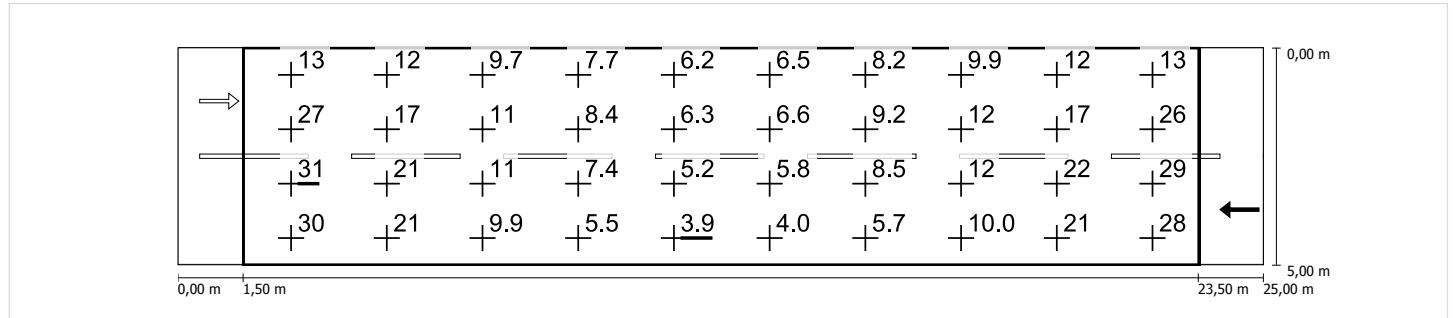 13 12 9.7 7.7 6.2 6.5 8.2 9.9 12 13
0,00 m
27 17 11 8.4 6.3 6.6 9.2 12 17 26
31 21 11 7.4 5.2 5.8 8.5 12 22 29
30 21 9.9 5.5 3.9 4.0 5.7 10.0 21 28
5,00 m
0,00 m 1,50 m 23,50 m 25,00 m